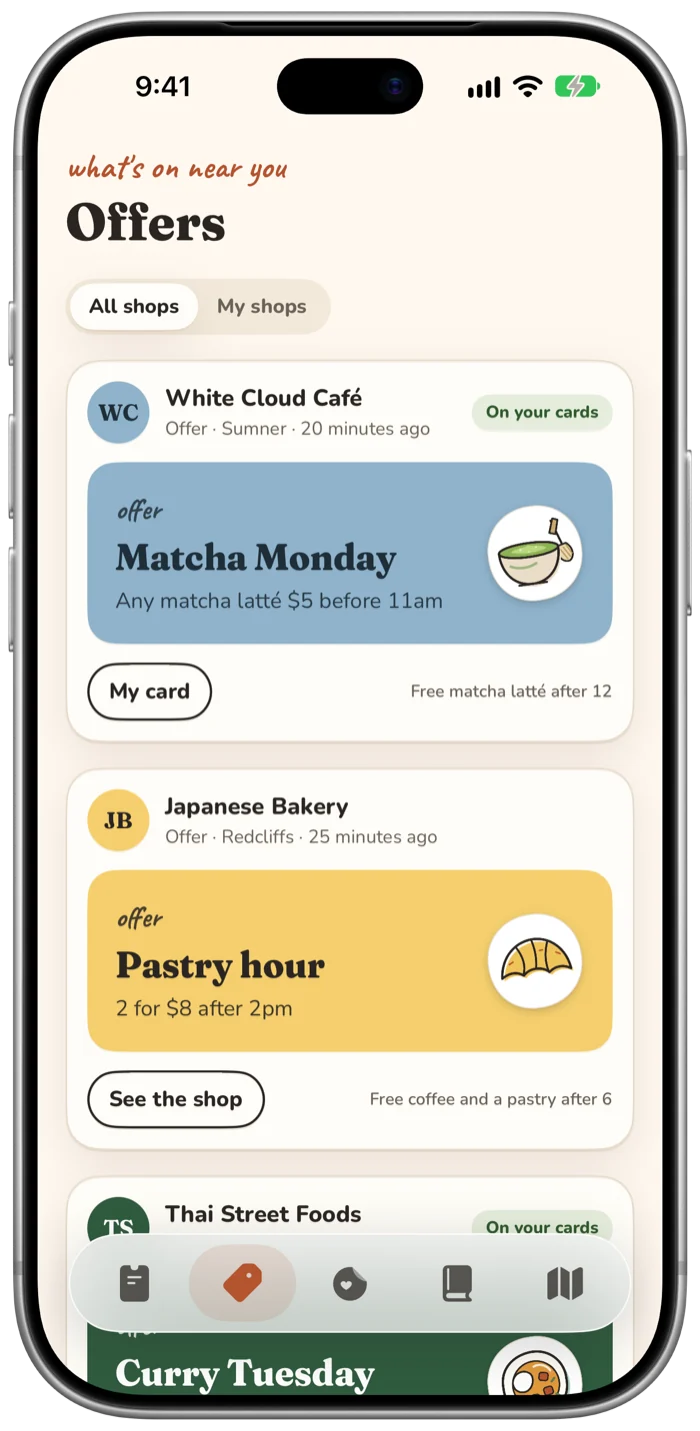 9:41
what's on near you
Offers
All shops
My shops
WC
White Cloud Café
Offer · Sumner · 20 minutes ago
On your cards
offer
Matcha Monday
Any matcha latté $5 before 11am
My card
Free matcha latté after 12
JB
Japanese Bakery
Offer · Redcliffs · 25 minutes ago
offer
Pastry hour
2 for $8 after 2pm
See the shop
Free coffee and a pastry after 6
TS
Thai Street Foods
On your cards
Curry Tuesday